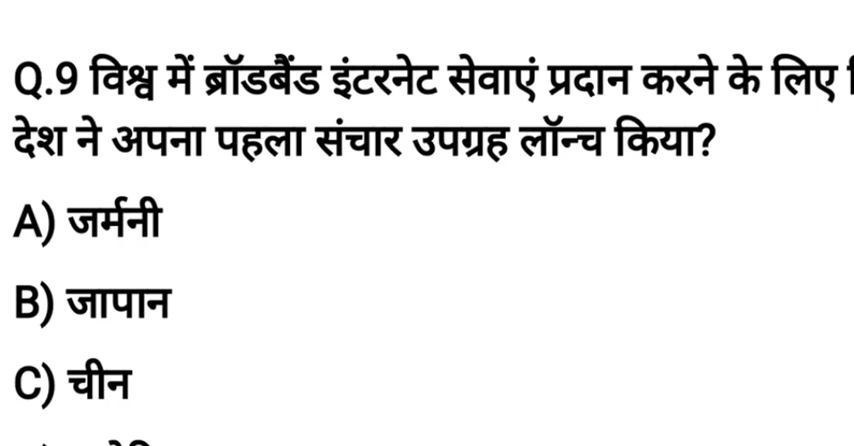 Q.9 विश्व में ब्रॉडबैंड इंटरनेट सेवाएं प्रदान करने के लिए
देश ने अपना पहला संचार उपग्रह लॉन्च किया?
A) जर्मनी
B) जापान
C) चीन